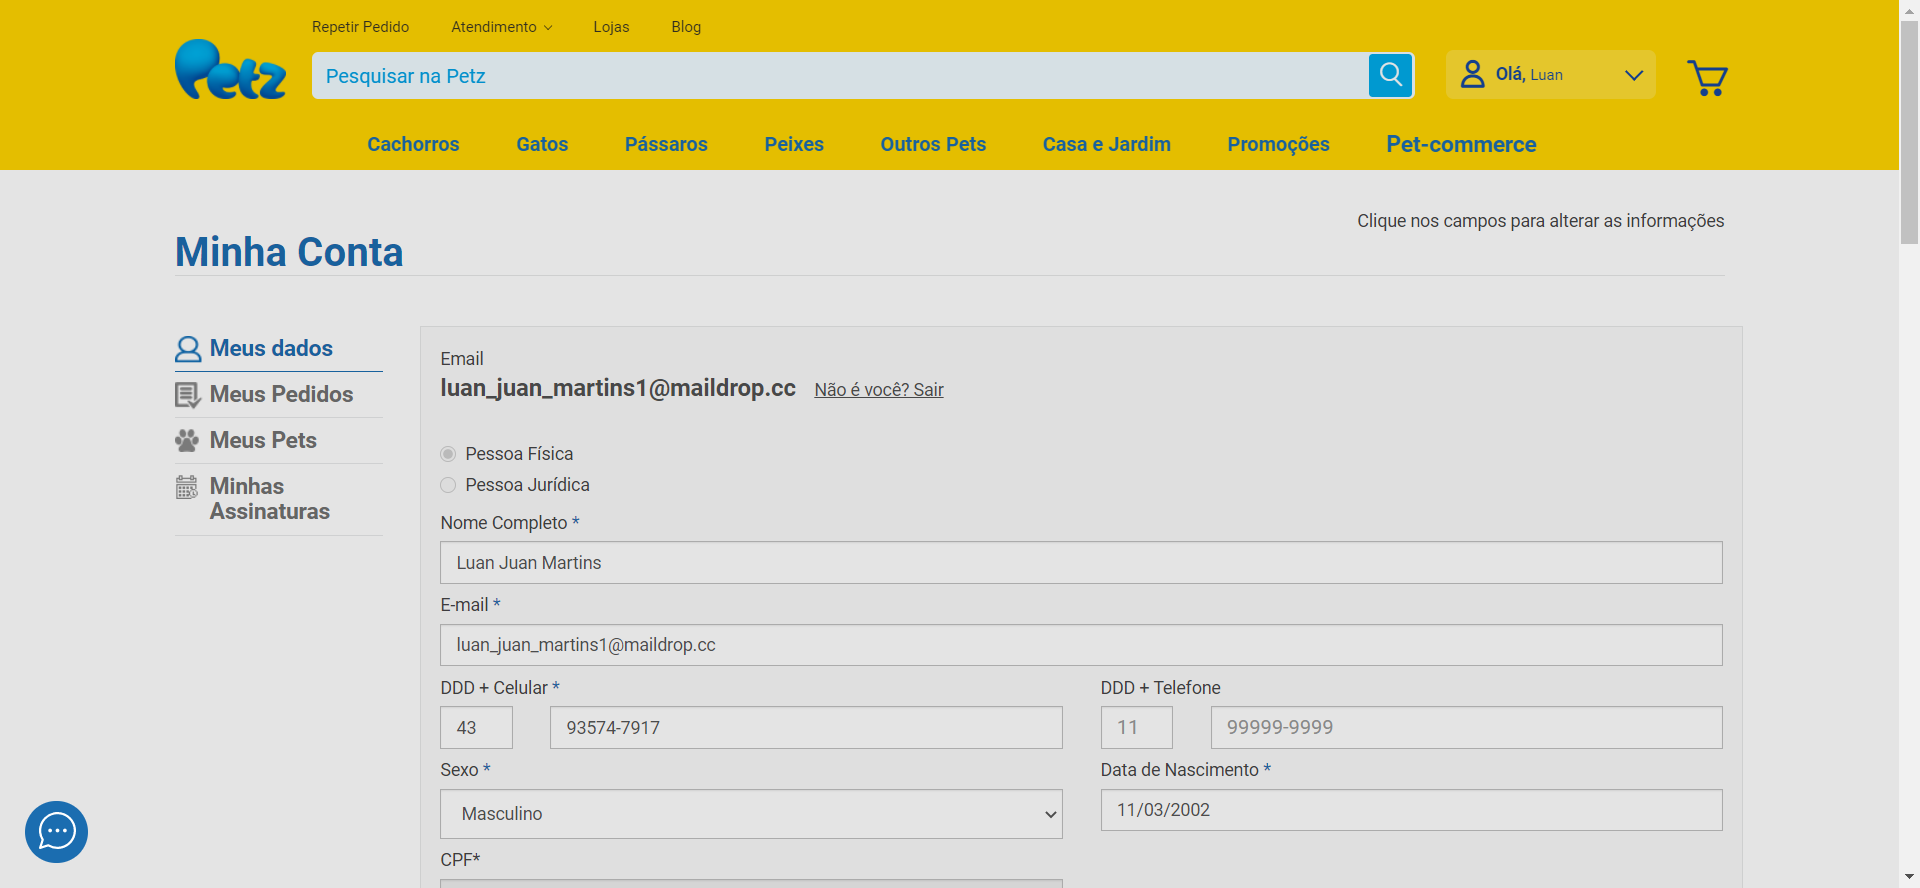 Repetir Pedido Atendimento Lojas Blog
Petz
Pesquisar na Petz
Olá, Luan
Cachorros Gatos Pássaros Peixes Outros Pets Casa e Jardim Promoções Pet-commerce
Clique nos campos para alterar as informações
Minha Conta
Meus dados
Meus Pedidos
Meus Pets
Minhas
Assinaturas
Email
luan_juan_martins1@maildrop.cc Não é você? Sair
Pessoa Física
Pessoa Jurídica
Nome Completo *
Luan Juan Martins
E-mail *
luan_juan_martins1@maildrop.cc
DDD + Celular * DDD + Telefone
43 93574-7917 11 99999-9999
Sexo * Data de Nascimento *
Masculino 11/03/2002
CPF*